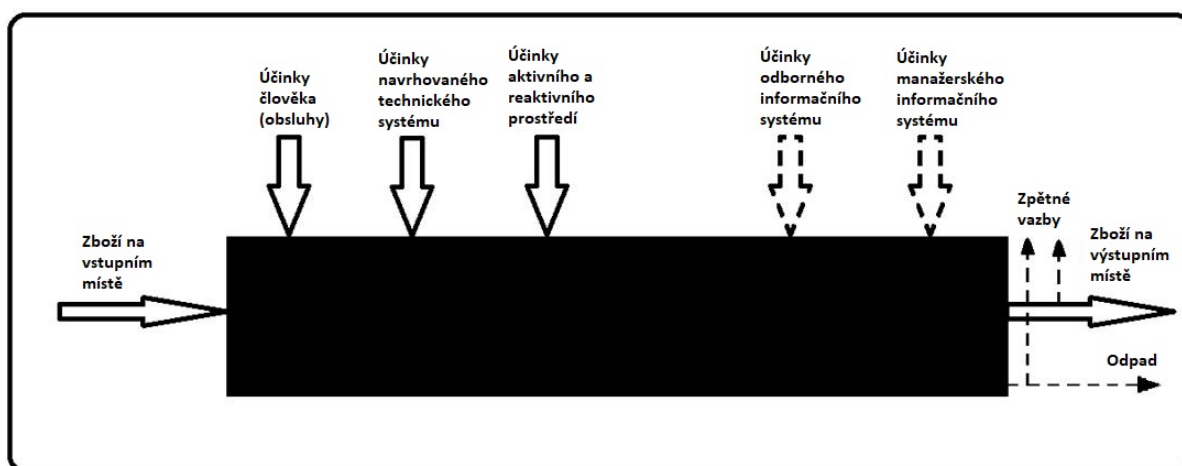 Účinky
člověka
(obsluhy)
Účinky
navrhovaného
technického
systému
Účinky
aktivního a
reaktivního
prostředí
Účinky
odborného
informačního
systému
Účinky
manažerského
informačního
systému
Zpětné
vazby
Zboží na
vstupním
místě
Zboží na
výstupním
místě
Odpad